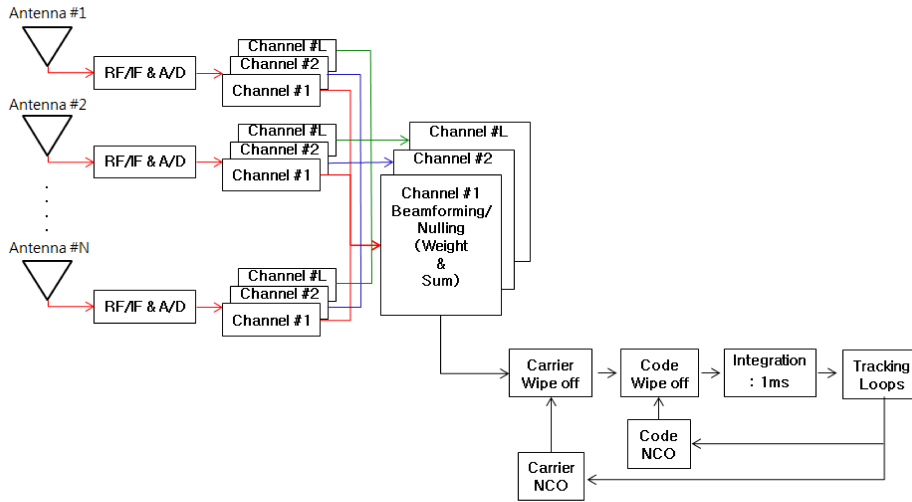 Antenna #1
RF/IF & A/D
Channel #L
Channel #2
Channel #1
Antenna #2
RF/IF & A/D
Channel #L
Channel #2
Channel #1
Antenna #N
RF/IF & A/D
Channel #L
Channel #2
Channel #1
Channel #L
Channel #2
Channel #1
Beamforming/
Nulling
(Weight
&
Sum)
Carrier
Wipe off
Code
Wipe off
Integration
: 1ms
Tracking
Loops
Code
NCO
Carrier
NCO